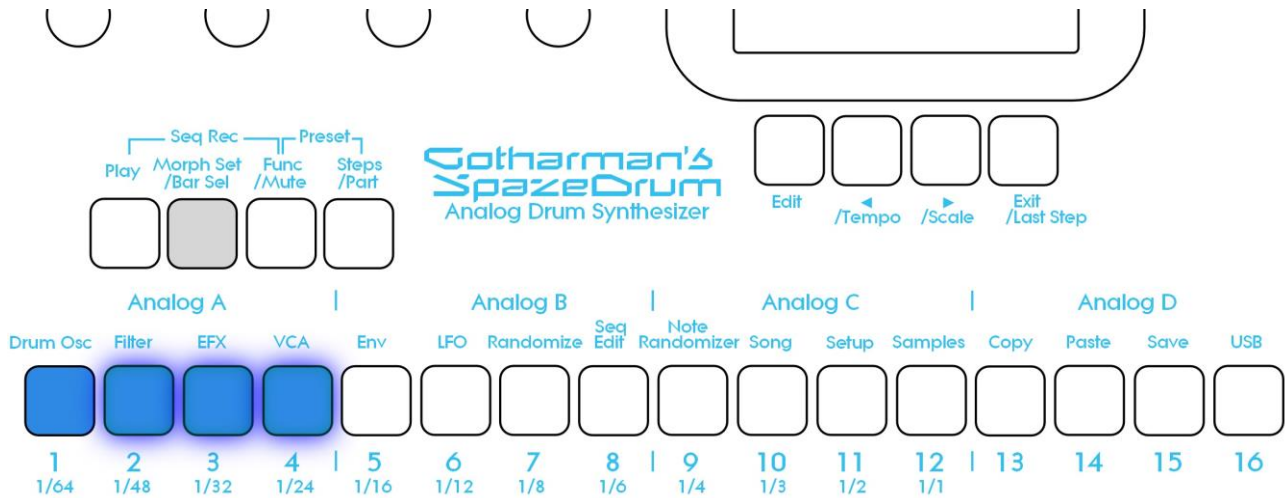 Seq Rec Preset
Play Morph Set Func Steps
/Bar Sel /Mute /Part
Gotharman's
SpazeDrum
Analog Drum Synthesizer
Edit ◄ ► Exit
/Tempo /Scale /Last Step
Analog A | Analog B | Analog C | Analog D
Drum Osc Filter EFX VCA Env LFO Randomize Seq Edit Note Randomizer Song Setup Samples Copy Paste Save USB
1 2 3 4 | 5 6 7 8 | 9 10 11 12 | 13 14 15 16
1/64 1/48 1/32 1/24 1/16 1/12 1/8 1/6 1/4 1/3 1/2 1/1